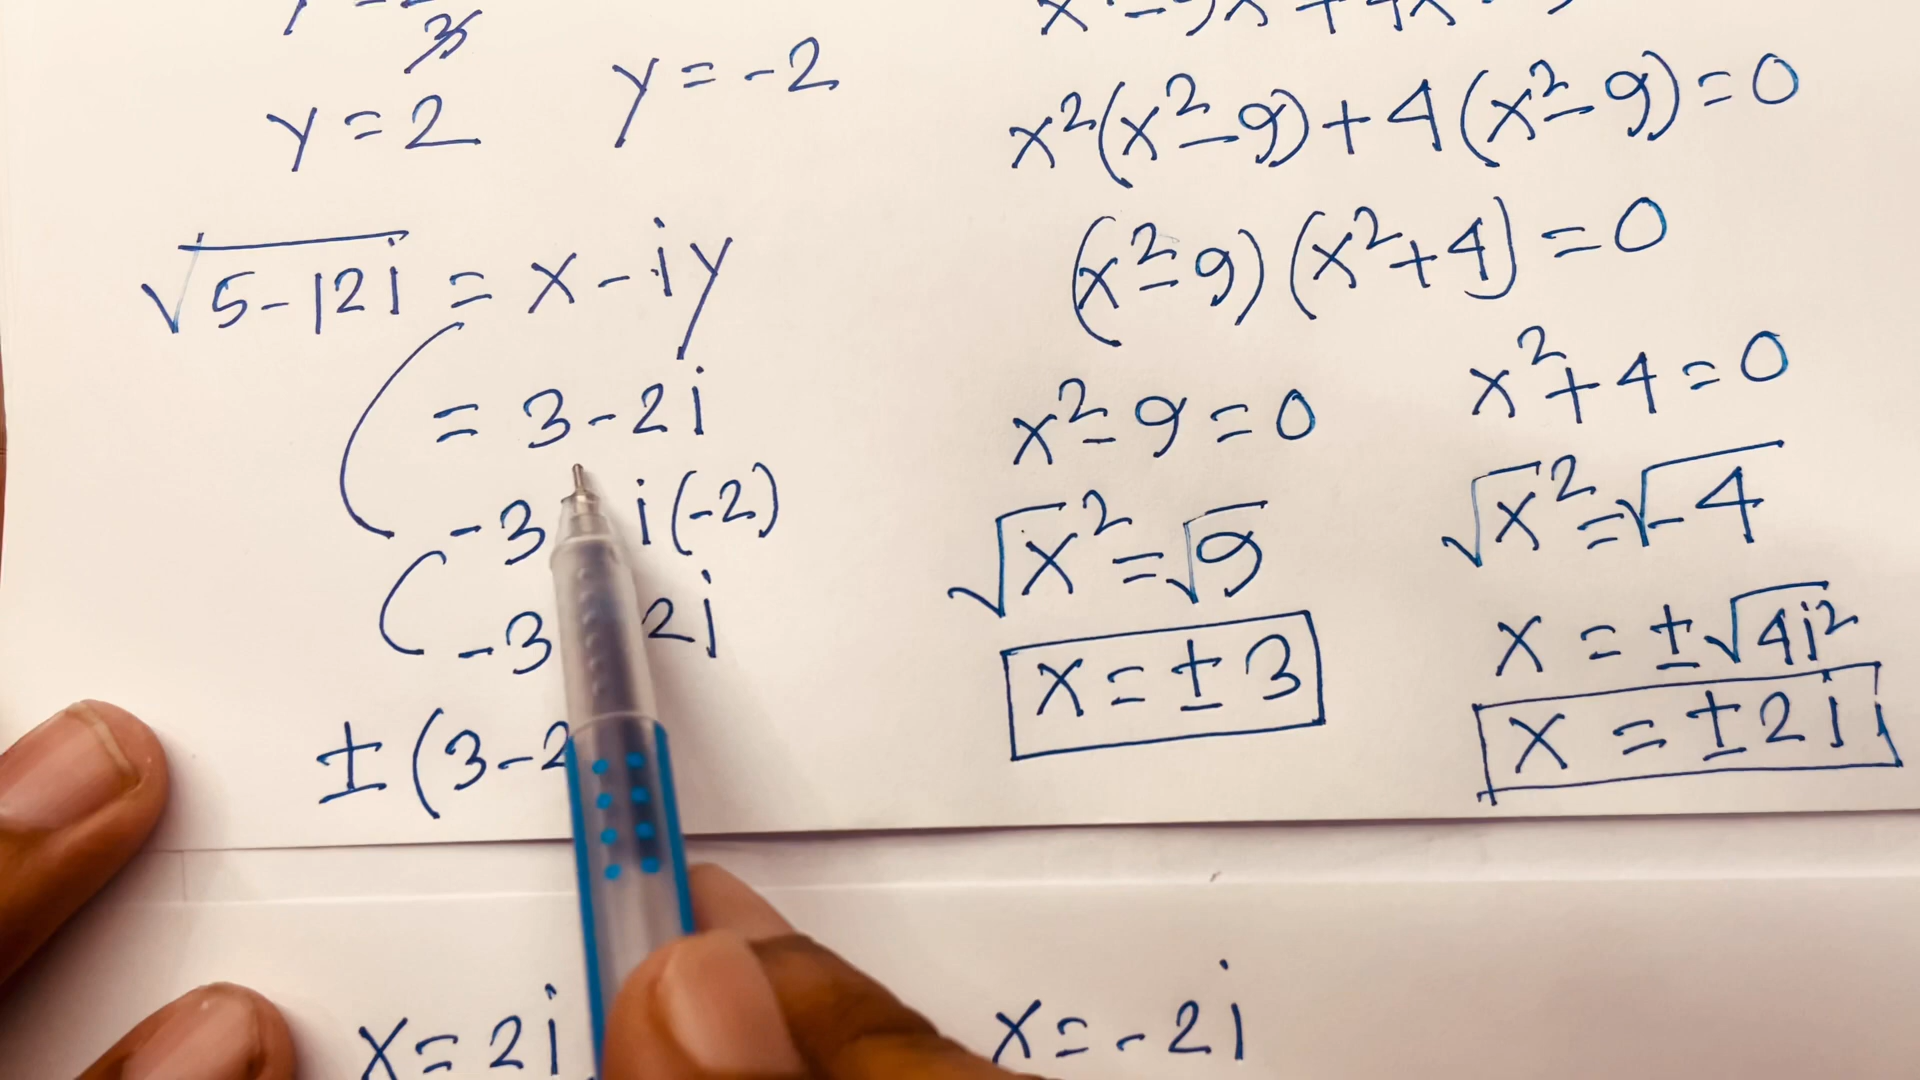 y = 2
y = -2
√5-12i = x - iy
= 3 - 2i
-3 i(-2)
-3 2i
± (3-2
x²(x²-9)+4(x²-9)=0
(x²-9)(x²+4)=0
x²-9=0
√x²=√9
x=±3
x²+4=0
√x²=√-4
x = ±√4i²
x = ±2i
x = 2i
x = -2i